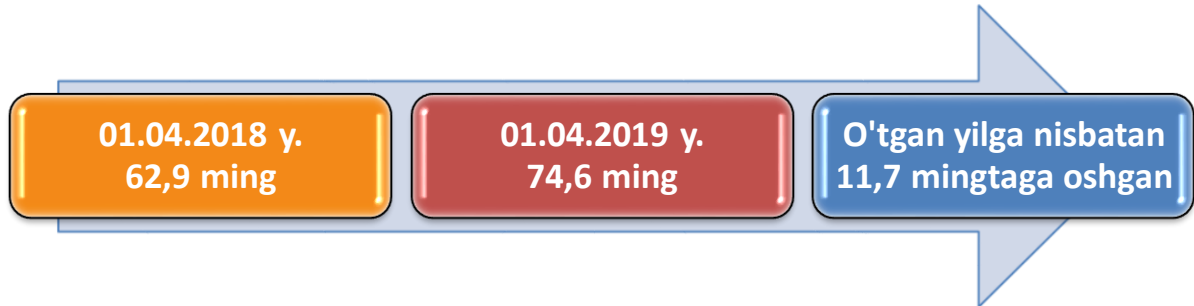 01.04.2018 y.
62,9 ming
01.04.2019 y.
74,6 ming
O'tgan yilga nisbatan
11,7 mingtaga oshgan